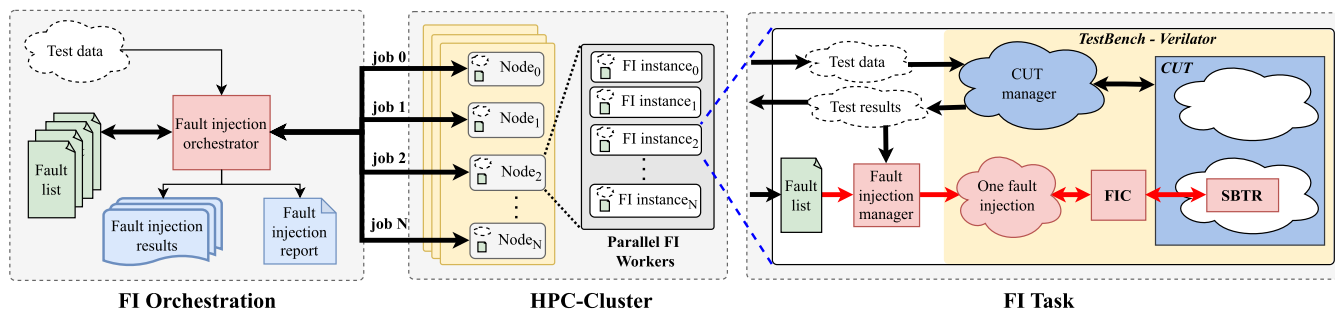 Test data
Fault injection
orchestrator
Fault
list
Fault injection
results
Fault
injection
report
FI Orchestration
job 0
job 1
job 2
job N
Node0
Node1
Node2
NodeN
FI instance0
FI instance1
FI instance2
FI instanceN
Parallel FI
Workers
HPC-Cluster
TestBench - Verilator
Test data
Test results
CUT
manager
CUT
Fault
list
Fault
injection
manager
One fault
injection
FIC
SBTR
FI Task